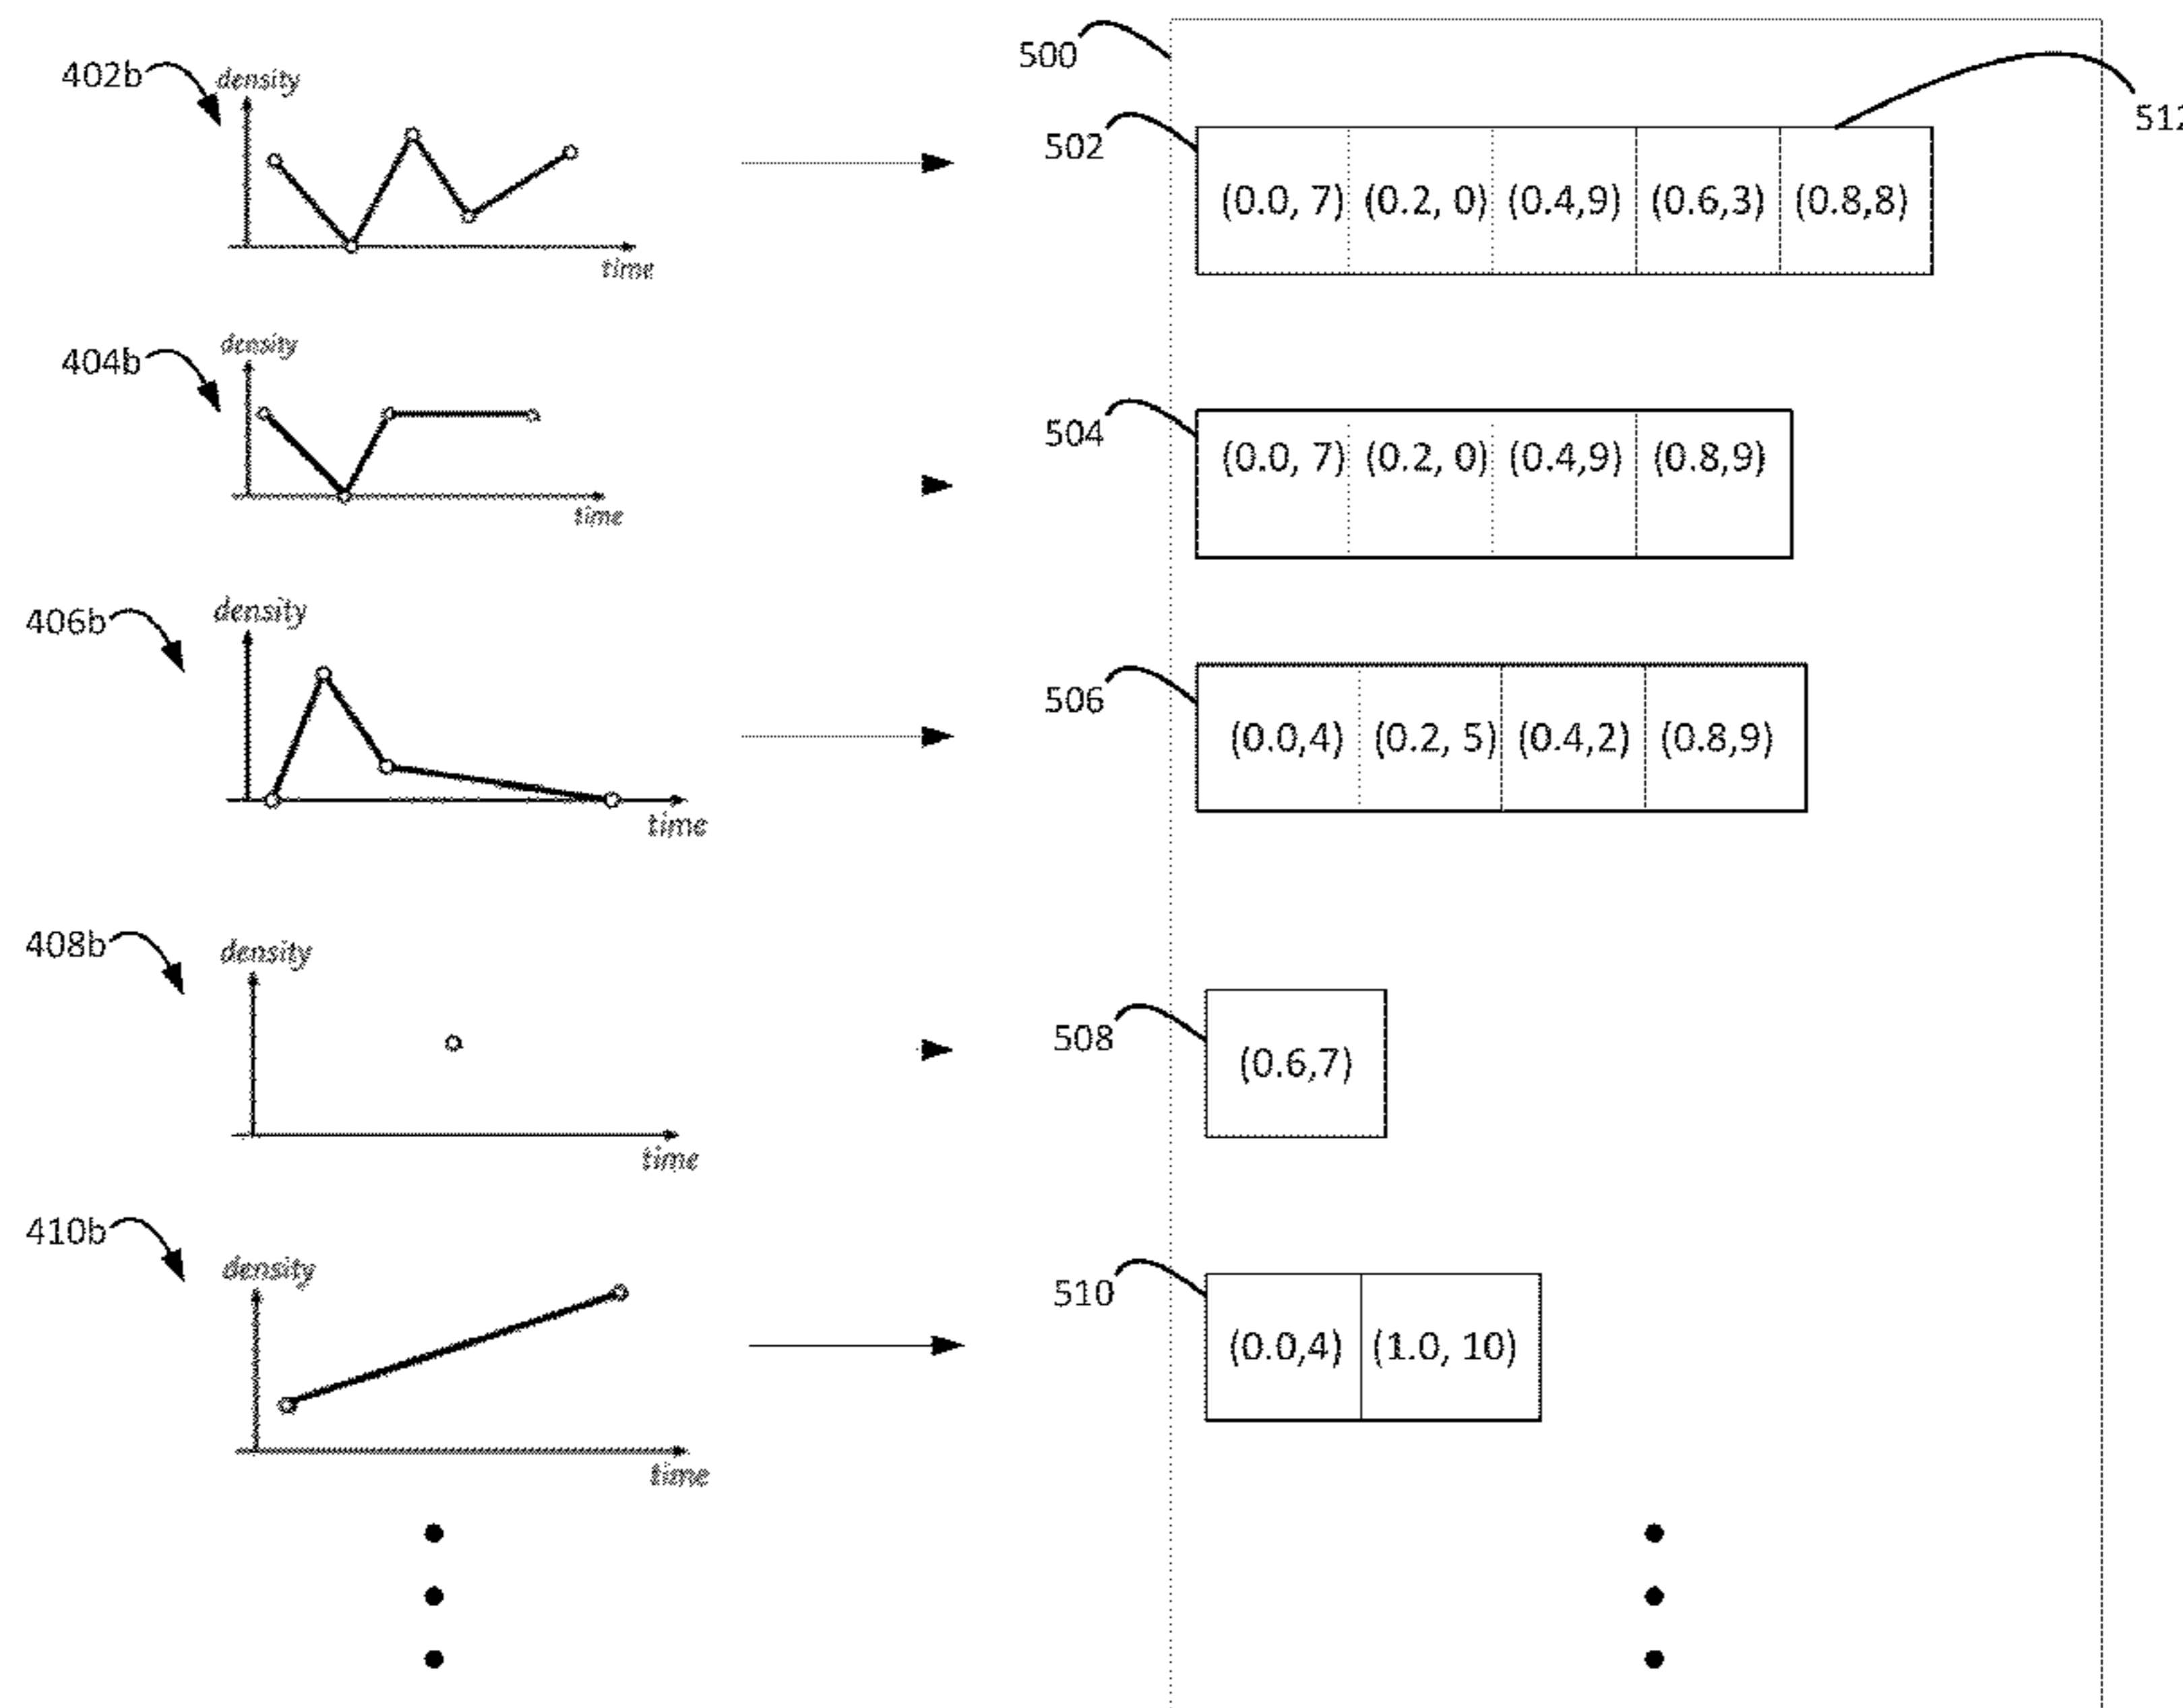 500
402b
density
512
502
(0.0, 7) (0.2, 0) (0.4,9) (0.6,3) (0.8,8)
time
404b
density
504
(0.0, 7) (0.2, 0) (0.4,9) (0.8,9)
time
406b
density
506
(0.0,4) (0.2, 5) (0.4,2) (0.8,9)
time
408b
density
508
(0.6,7)
time
410b
density
510
(0.0,4) (1.0, 10)
time